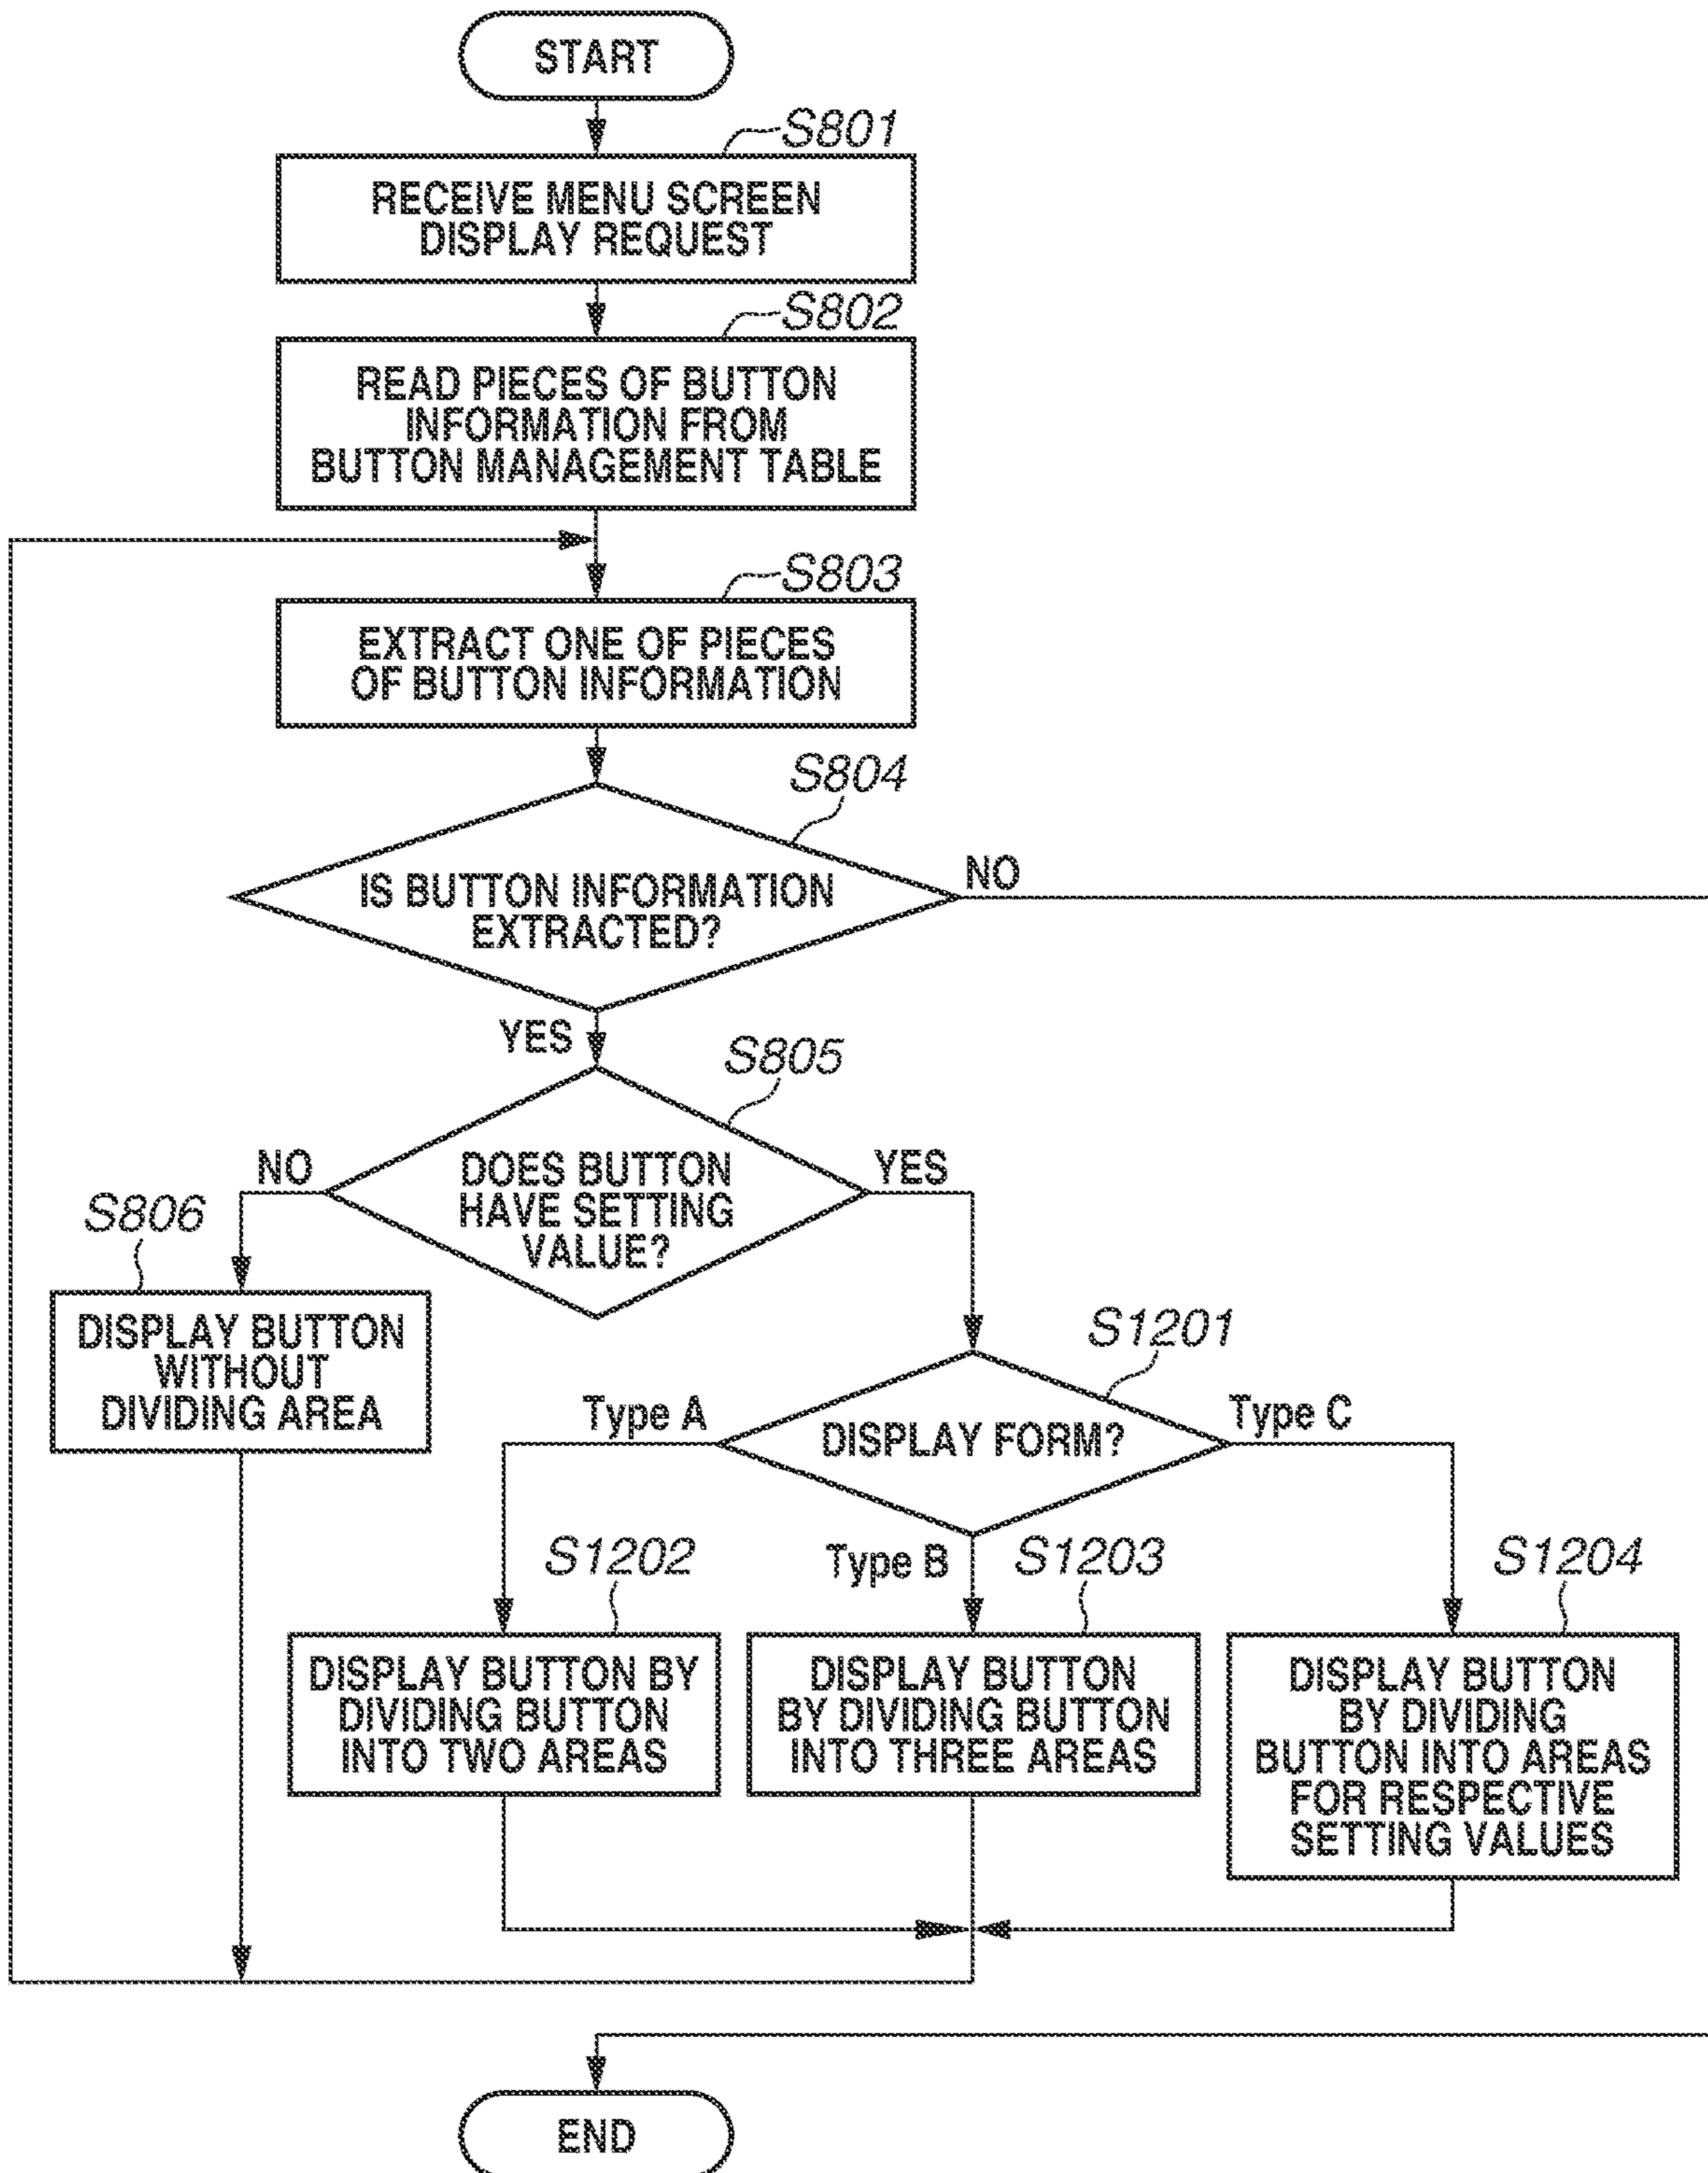 START
S801
RECEIVE MENU SCREEN
DISPLAY REQUEST
S802
READ PIECES OF BUTTON
INFORMATION FROM
BUTTON MANAGEMENT TABLE
S803
EXTRACT ONE OF PIECES
OF BUTTON INFORMATION
S804
IS BUTTON INFORMATION
EXTRACTED?
NO
YES
S805
DOES BUTTON
HAVE SETTING
VALUE?
NO
YES
S806
DISPLAY BUTTON
WITHOUT
DIVIDING AREA
S1201
DISPLAY FORM?
Type A
Type B
Type C
S1202
DISPLAY BUTTON BY
DIVIDING BUTTON
INTO TWO AREAS
S1203
DISPLAY BUTTON
BY DIVIDING BUTTON
INTO THREE AREAS
S1204
DISPLAY BUTTON
BY DIVIDING
BUTTON INTO AREAS
FOR RESPECTIVE
SETTING VALUES
END